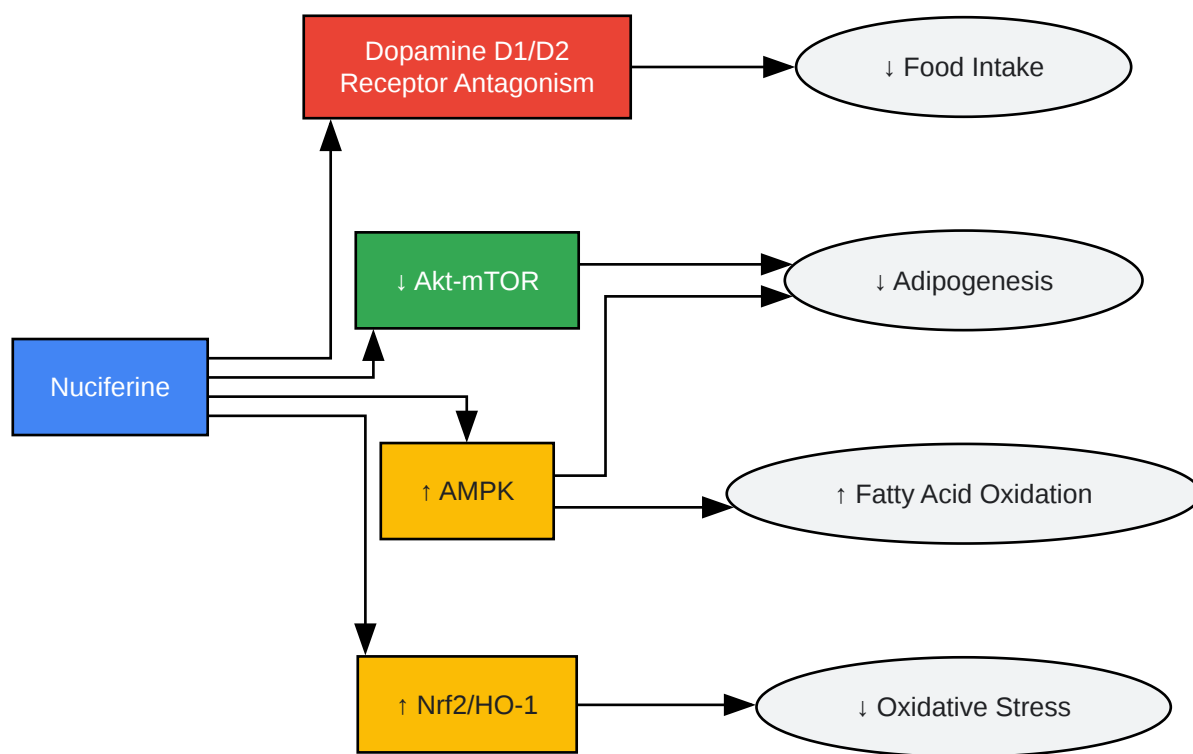 Dopamine D1/D2
Receptor Antagonism
↓ Food Intake
↓ Akt-mTOR
↓ Adipogenesis
Nuciferine
↑ AMPK
↑ Fatty Acid Oxidation
↑ Nrf2/HO-1
↓ Oxidative Stress